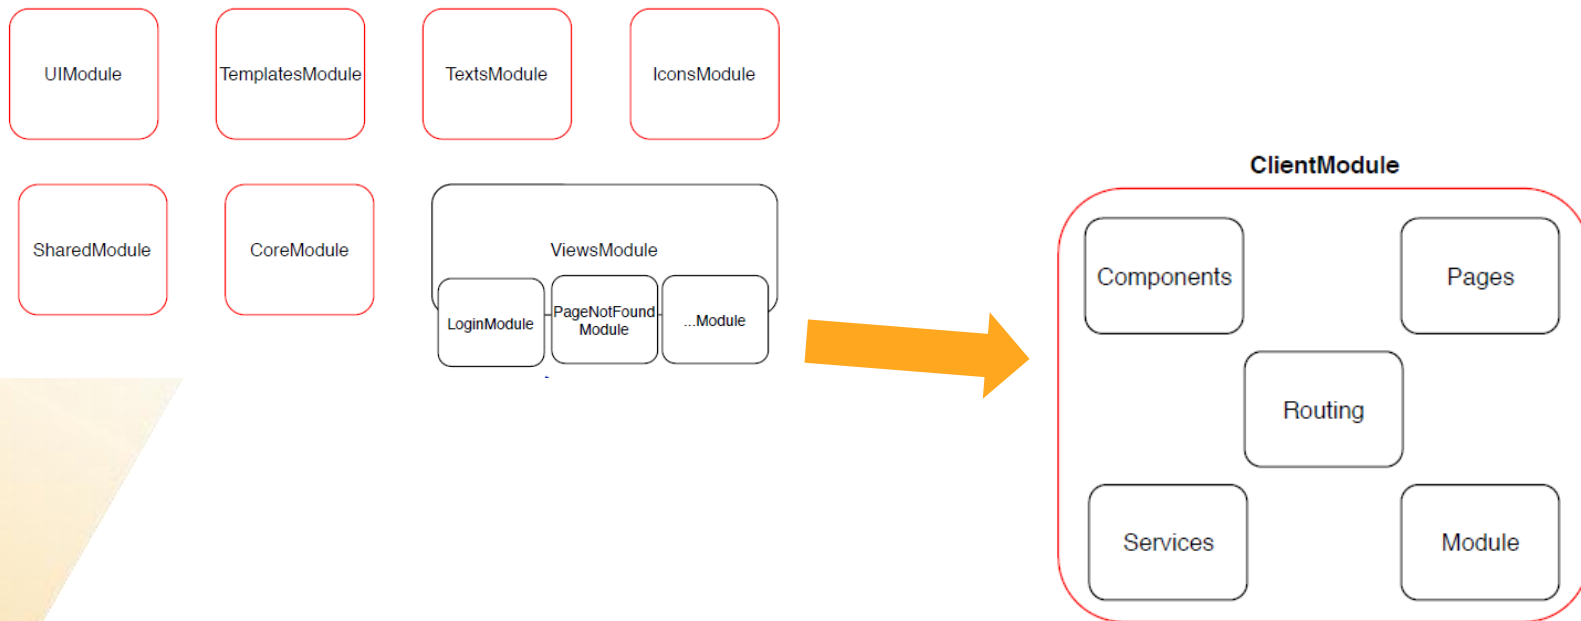 UIModule
TemplatesModule
TextsModule
IconsModule
SharedModule
CoreModule
ViewsModule
LoginModule
PageNotFound
Module
...Module
ClientModule
Components
Pages
Routing
Services
Module